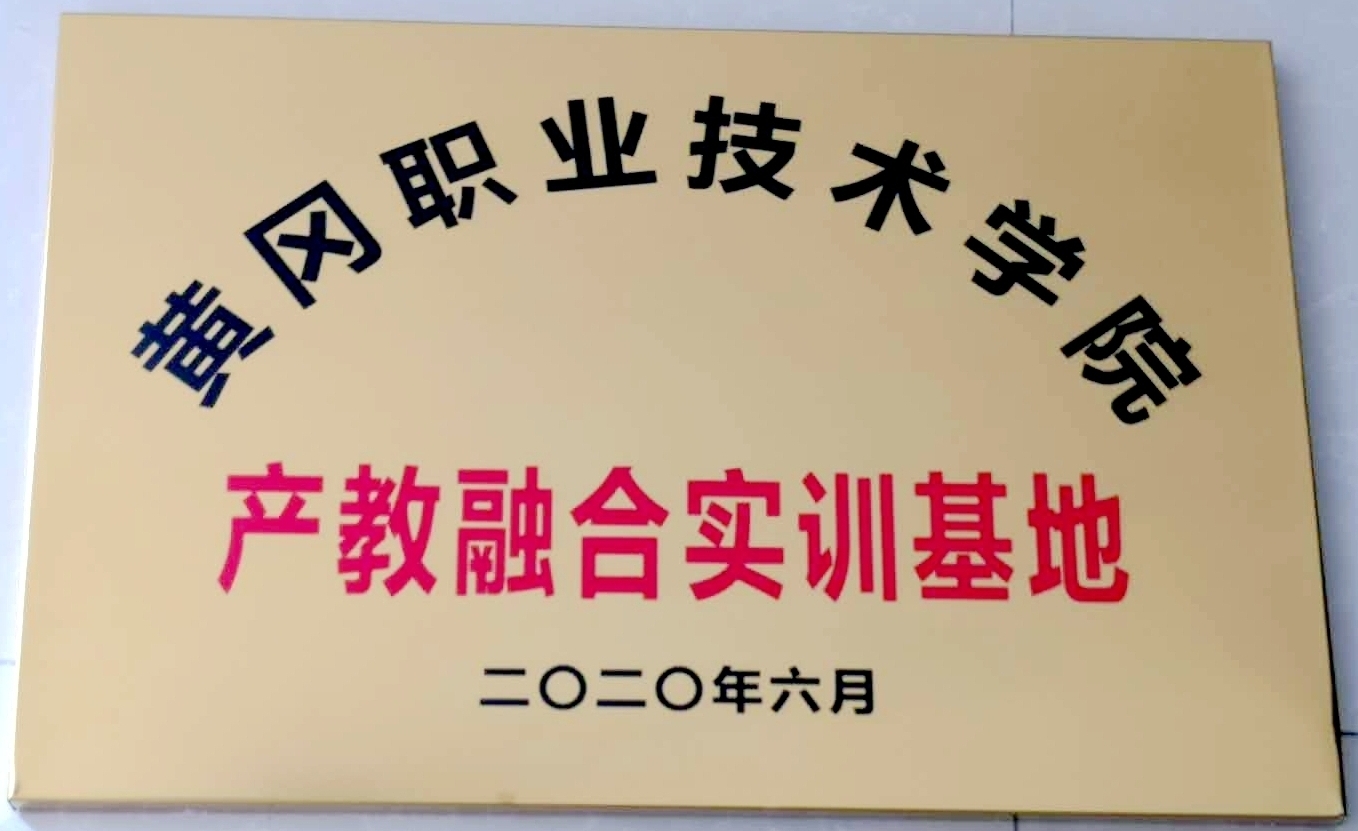 黄冈职业技术学院
产教融合实训基地
二〇二〇年六月